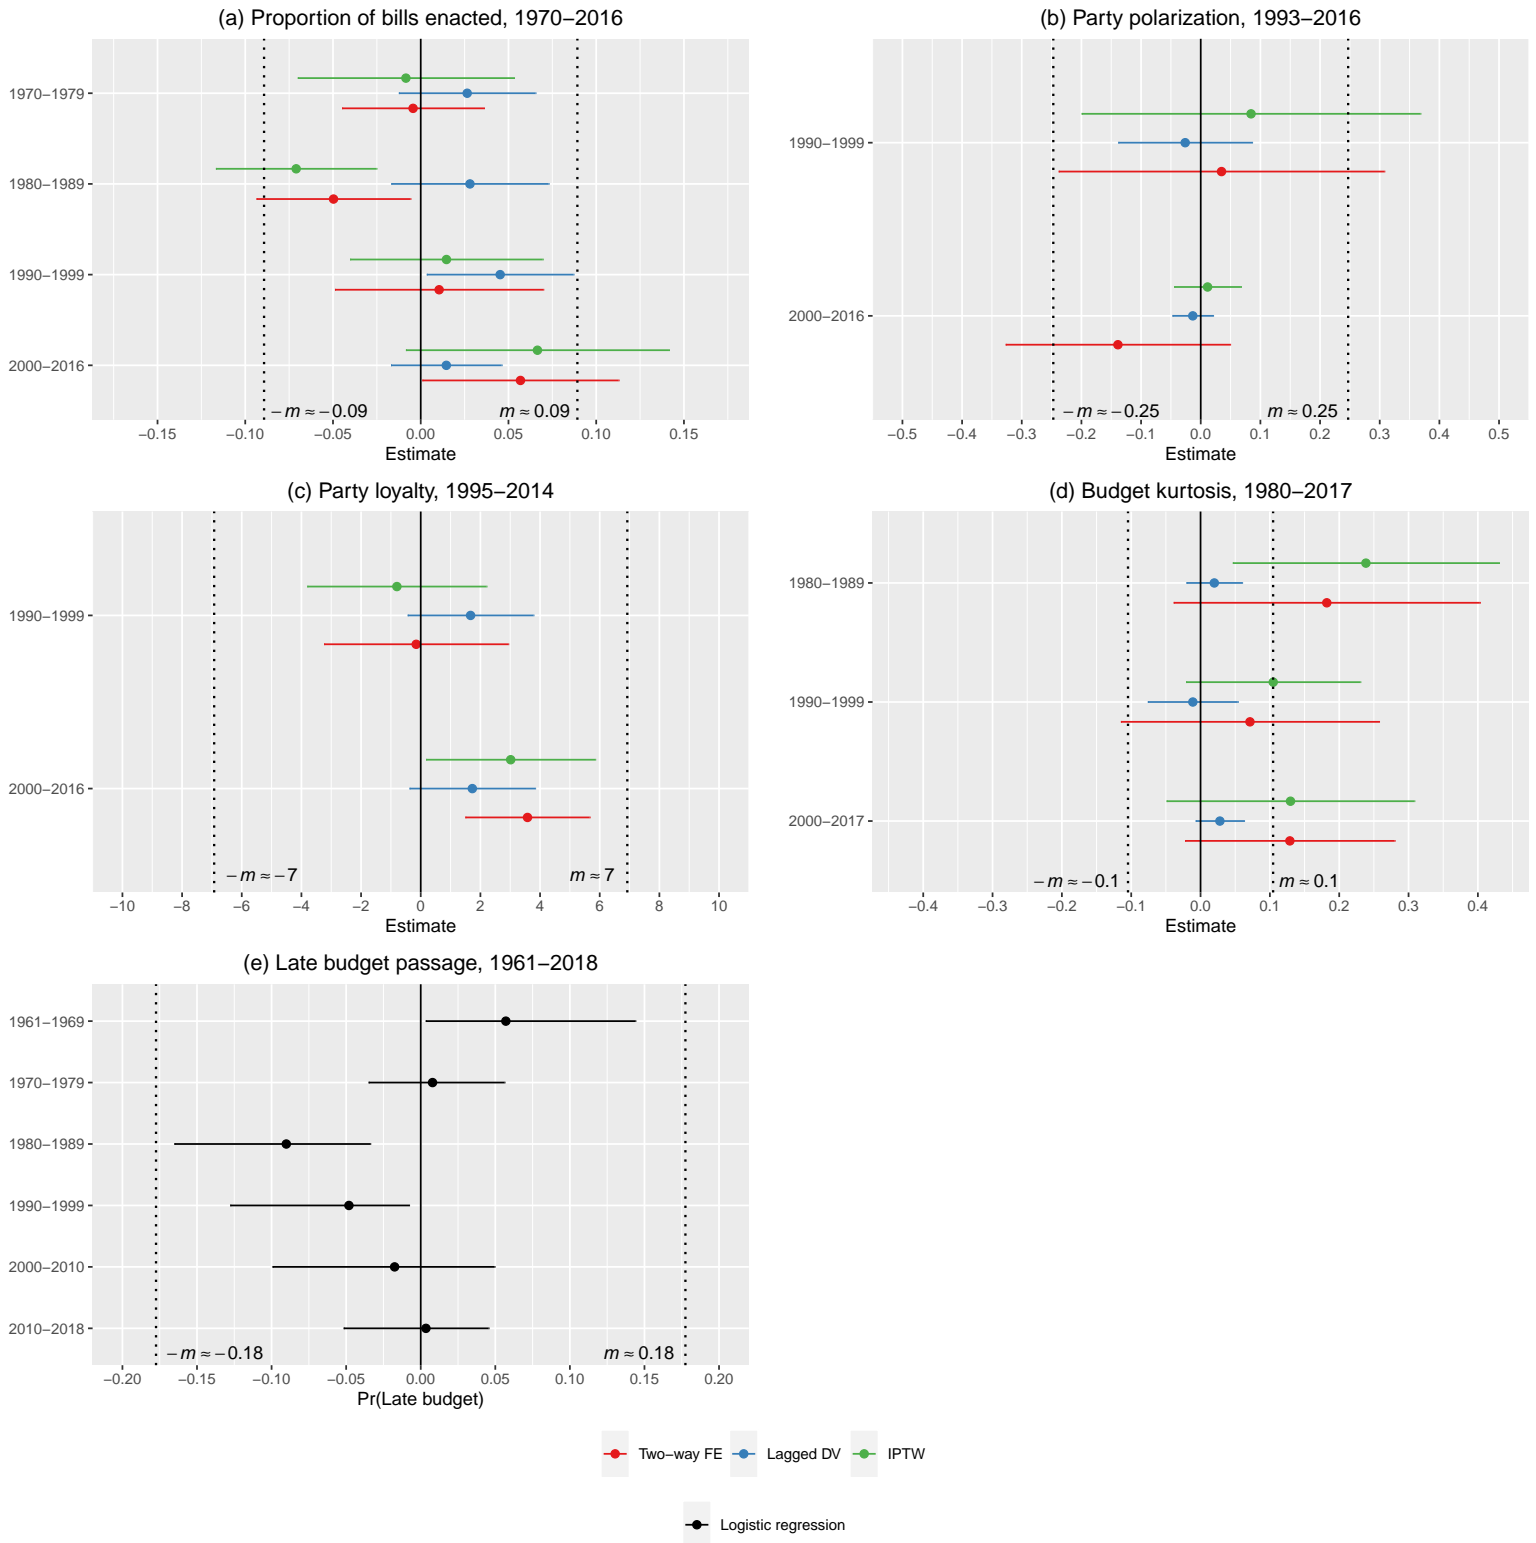 (a) Proportion of bills enacted, 1970−2016
1970−1979
1980−1989
1990−1999
2000−2016
−m ≈ −0.09
m ≈ 0.09
−0.15 −0.10 −0.05 0.00 0.05 0.10 0.15
Estimate
(b) Party polarization, 1993−2016
1990−1999
2000−2016
−m ≈ −0.25
m ≈ 0.25
−0.5 −0.4 −0.3 −0.2 −0.1 0.0 0.1 0.2 0.3 0.4 0.5
Estimate
(c) Party loyalty, 1995−2014
1990−1999
2000−2016
−m ≈ −7
m ≈ 7
−10 −8 −6 −4 −2 0 2 4 6 8 10
Estimate
(d) Budget kurtosis, 1980−2017
1980−1989
1990−1999
2000−2017
−m ≈ −0.1
m ≈ 0.1
−0.4 −0.3 −0.2 −0.1 0.0 0.1 0.2 0.3 0.4
Estimate
(e) Late budget passage, 1961−2018
1961−1969
1970−1979
1980−1989
1990−1999
2000−2010
2010−2018
−m ≈ −0.18
m ≈ 0.18
−0.20 −0.15 −0.10 −0.05 0.00 0.05 0.10 0.15 0.20
Pr(Late budget)
Two−way FE Lagged DV IPTW
Logistic regression